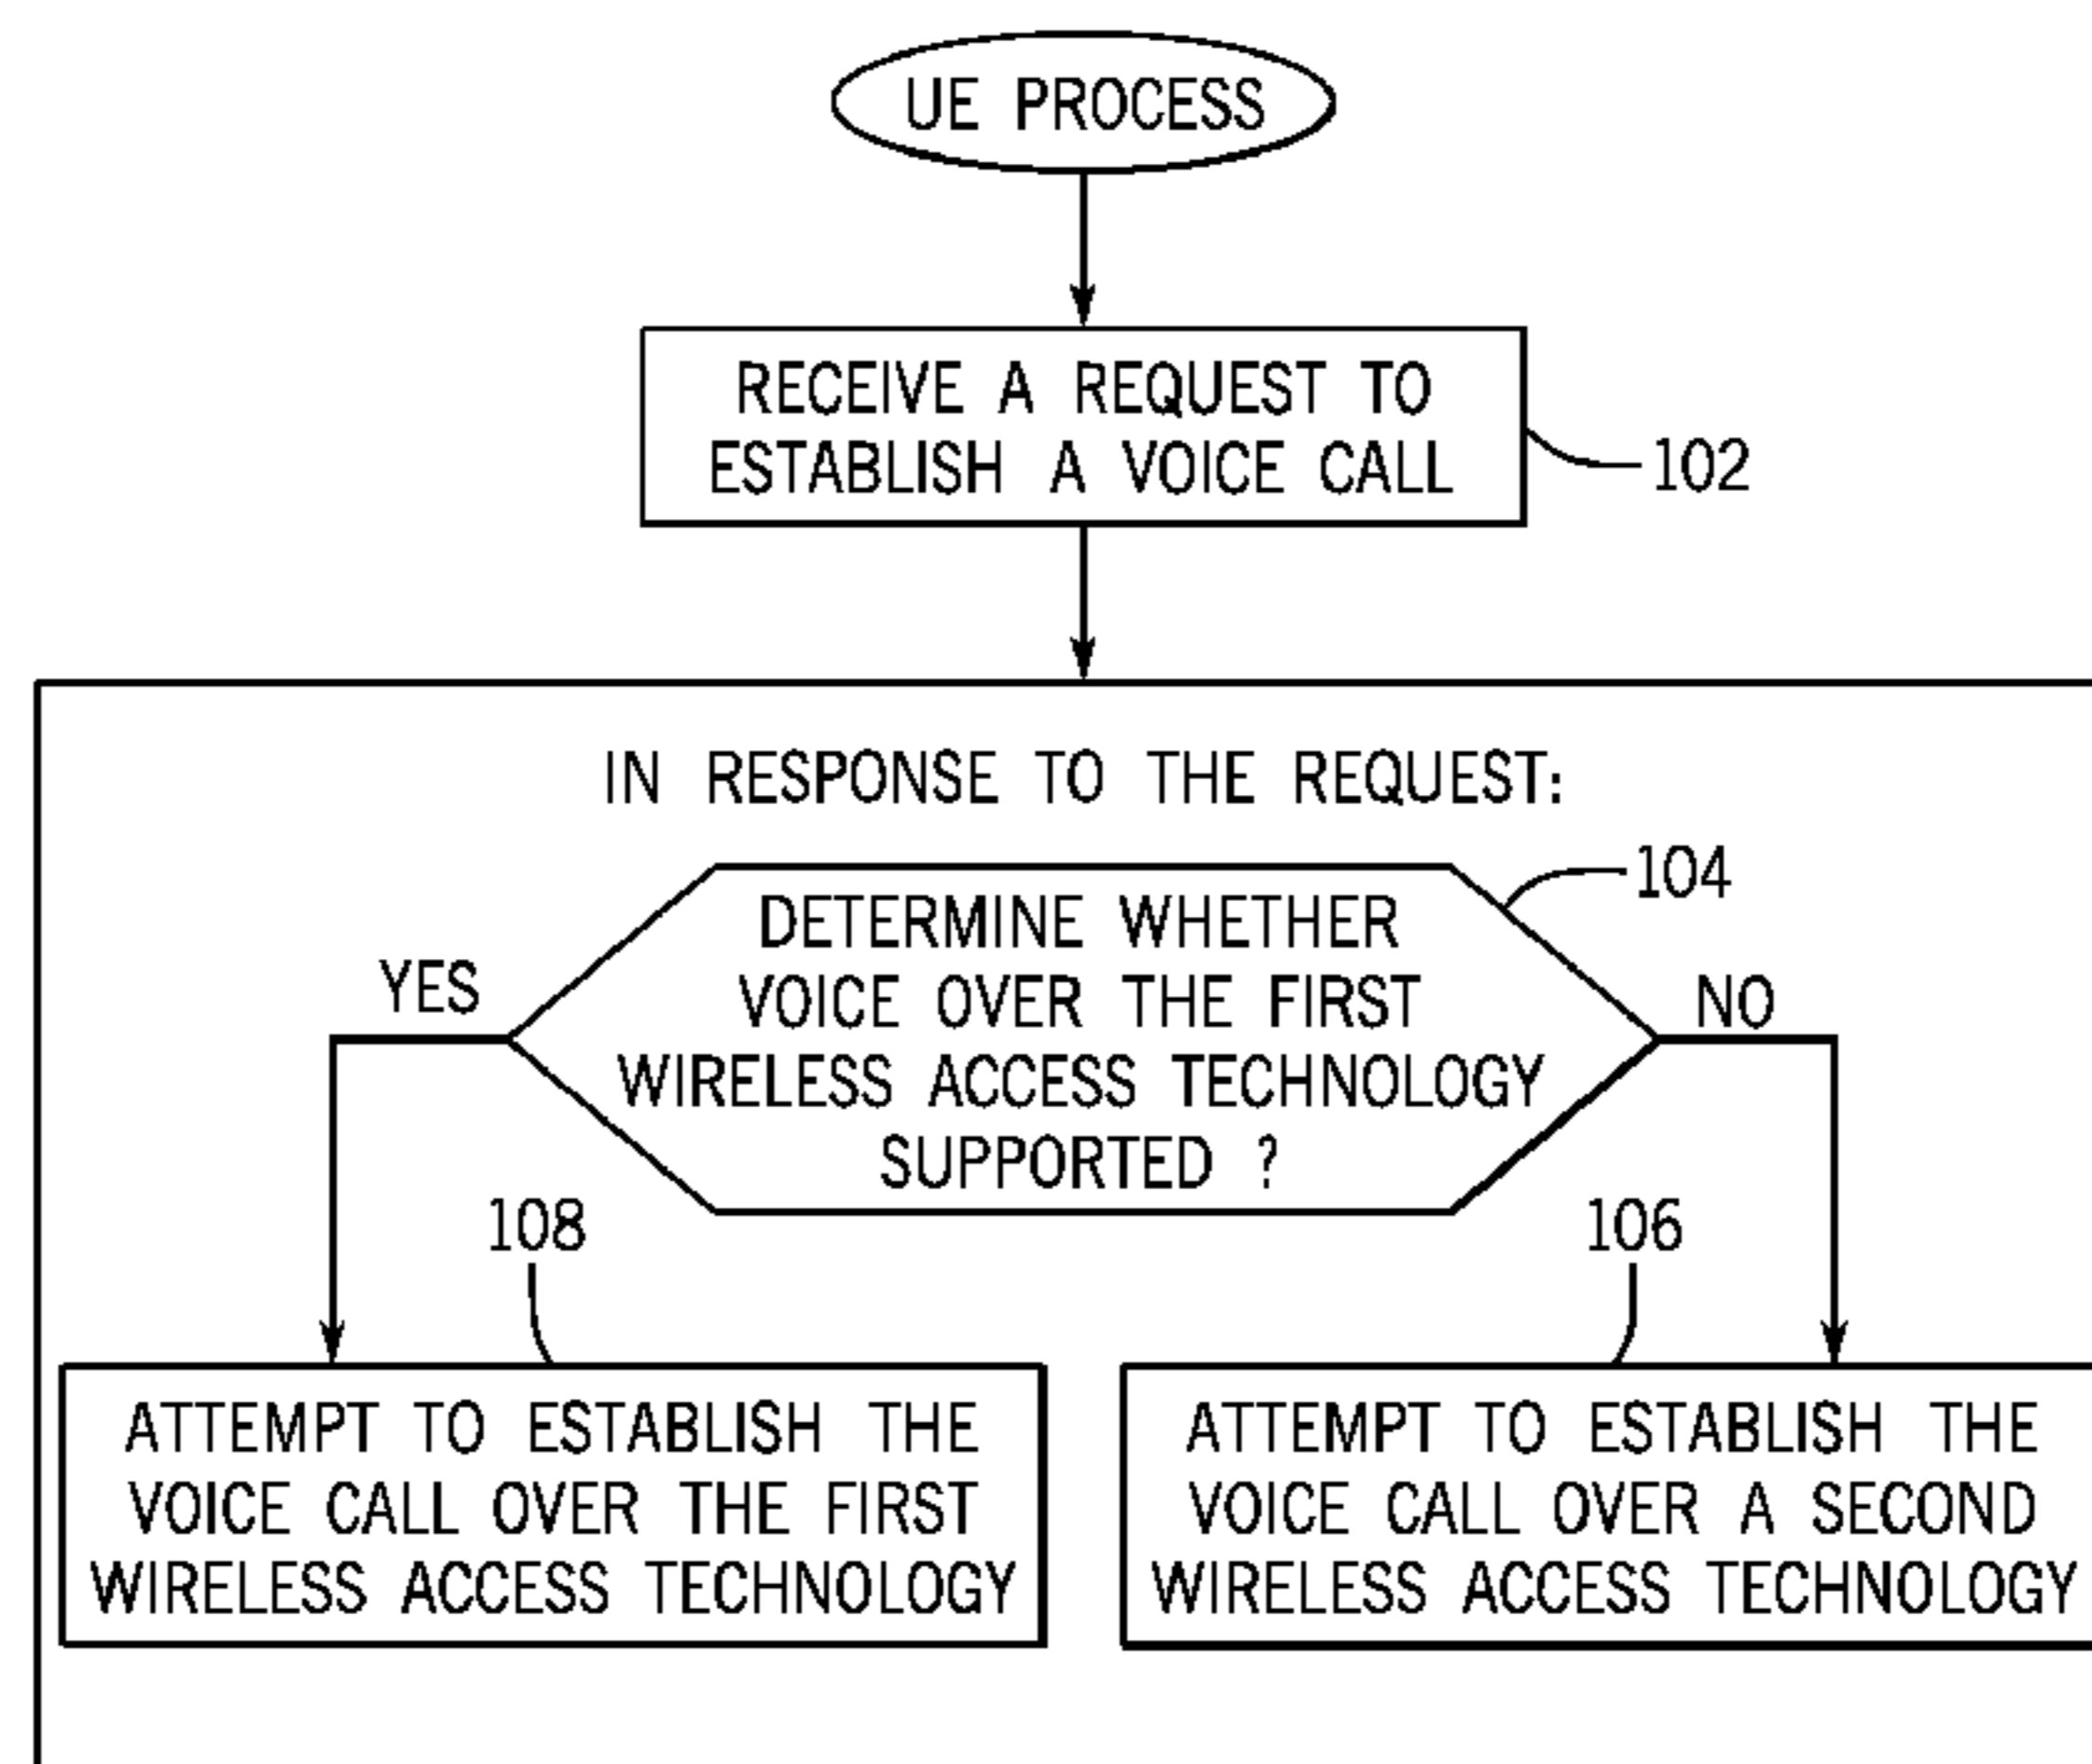 UE PROCESS
RECEIVE A REQUEST TO
ESTABLISH A VOICE CALL
102
IN RESPONSE TO THE REQUEST:
104
DETERMINE WHETHER
VOICE OVER THE FIRST
WIRELESS ACCESS TECHNOLOGY
SUPPORTED ?
YES
NO
108
106
ATTEMPT TO ESTABLISH THE
VOICE CALL OVER THE FIRST
WIRELESS ACCESS TECHNOLOGY
ATTEMPT TO ESTABLISH THE
VOICE CALL OVER A SECOND
WIRELESS ACCESS TECHNOLOGY